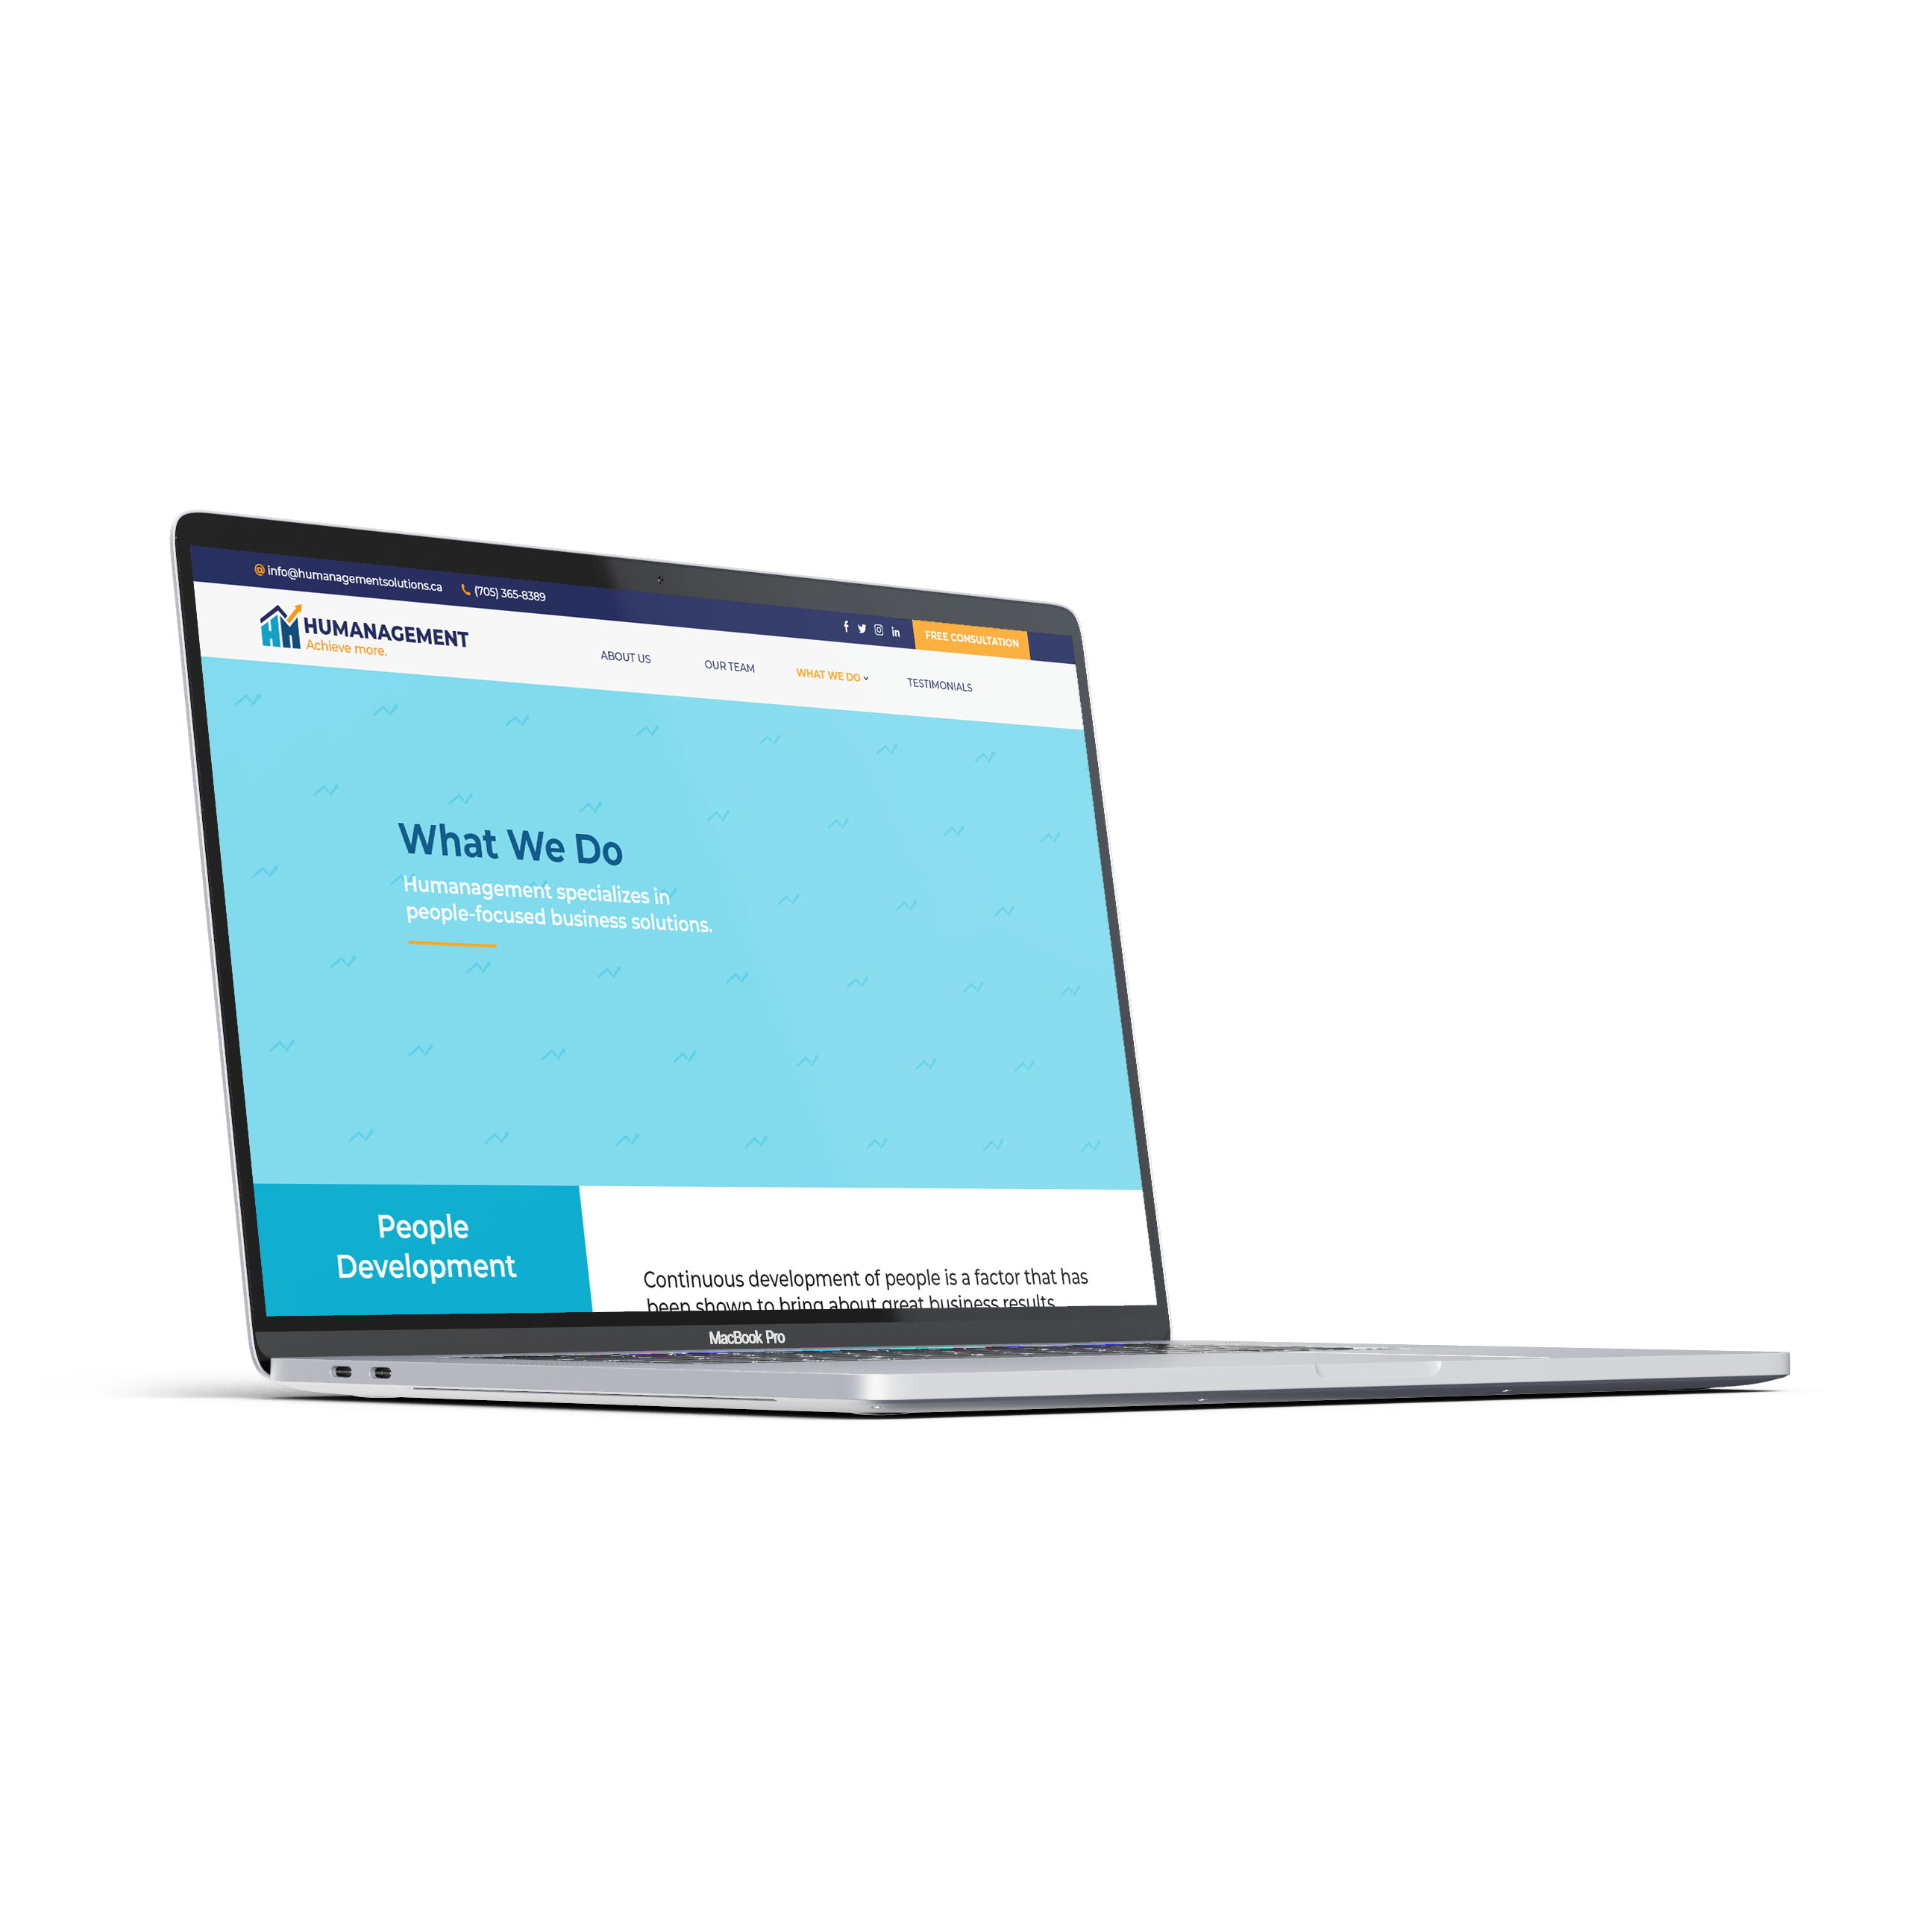 @ info@humanagementsolutions.ca (705) 365-8389
FREE CONSULTATION
HUMANAGEMENT
Achieve more.
ABOUT US OUR TEAM WHAT WE DO TESTIMONIALS
What We Do
Humanagement specializes in
people-focused business solutions.
People
Development
Continuous development of people is a factor that has
been shown to bring about great business results
MacBook Pro